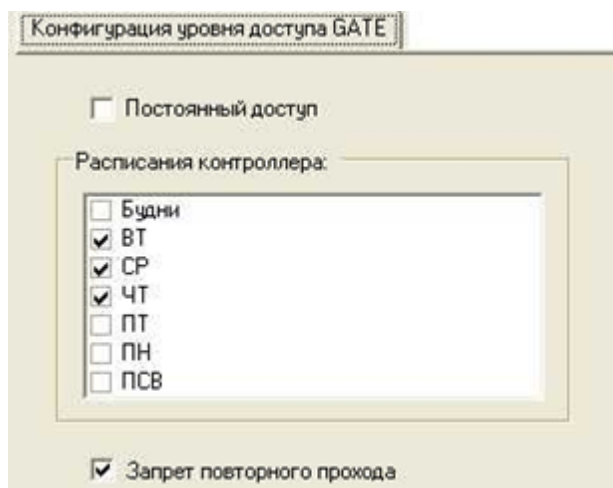 Конфигурация уровня доступа GATE
Постоянный доступ
Расписания контроллера:
Будни
ВТ
СР
ЧТ
ПТ
ПН
ПСВ
Запрет повторного прохода